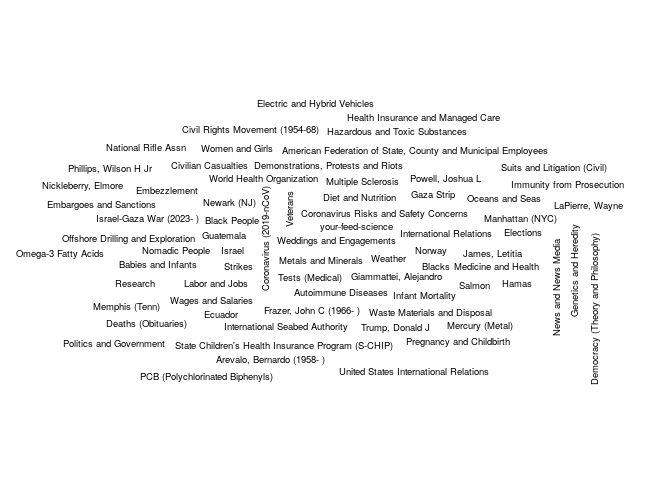 Electric and Hybrid Vehicles
Health Insurance and Managed Care
Civil Rights Movement (1954-68)
Hazardous and Toxic Substances
National Rifle Assn
Women and Girls
American Federation of State, County and Municipal Employees
Phillips, Wilson H Jr
Civilian Casualties
Demonstrations, Protests and Riots
Suits and Litigation (Civil)
World Health Organization
Multiple Sclerosis
Powell, Joshua L
Nickleberry, Elmore
Embezzlement
Immunity from Prosecution
Embargoes and Sanctions
Newark (NJ)
Coronavirus (2019-nCoV)
Veterans
Diet and Nutrition
Gaza Strip
Oceans and Seas
LaPierre, Wayne
Israel-Gaza War (2023- )
Black People
Coronavirus Risks and Safety Concerns
Manhattan (NYC)
your-feed-science
Offshore Drilling and Exploration
Guatemala
Weddings and Engagements
International Relations
Elections
News and News Media
Genetics and Heredity
Democracy (Theory and Philosophy)
Omega-3 Fatty Acids
Nomadic People
Israel
Norway
James, Letitia
Babies and Infants
Strikes
Metals and Minerals
Weather
Blacks
Medicine and Health
Research
Labor and Jobs
Tests (Medical)
Giammattei, Alejandro
Salmon
Hamas
Autoimmune Diseases
Infant Mortality
Memphis (Tenn)
Wages and Salaries
Ecuador
Frazer, John C (1966- )
Waste Materials and Disposal
Deaths (Obituaries)
International Seabed Authority
Trump, Donald J
Mercury (Metal)
Politics and Government
State Children's Health Insurance Program (S-CHIP)
Pregnancy and Childbirth
Arevalo, Bernardo (1958- )
PCB (Polychlorinated Biphenyls)
United States International Relations